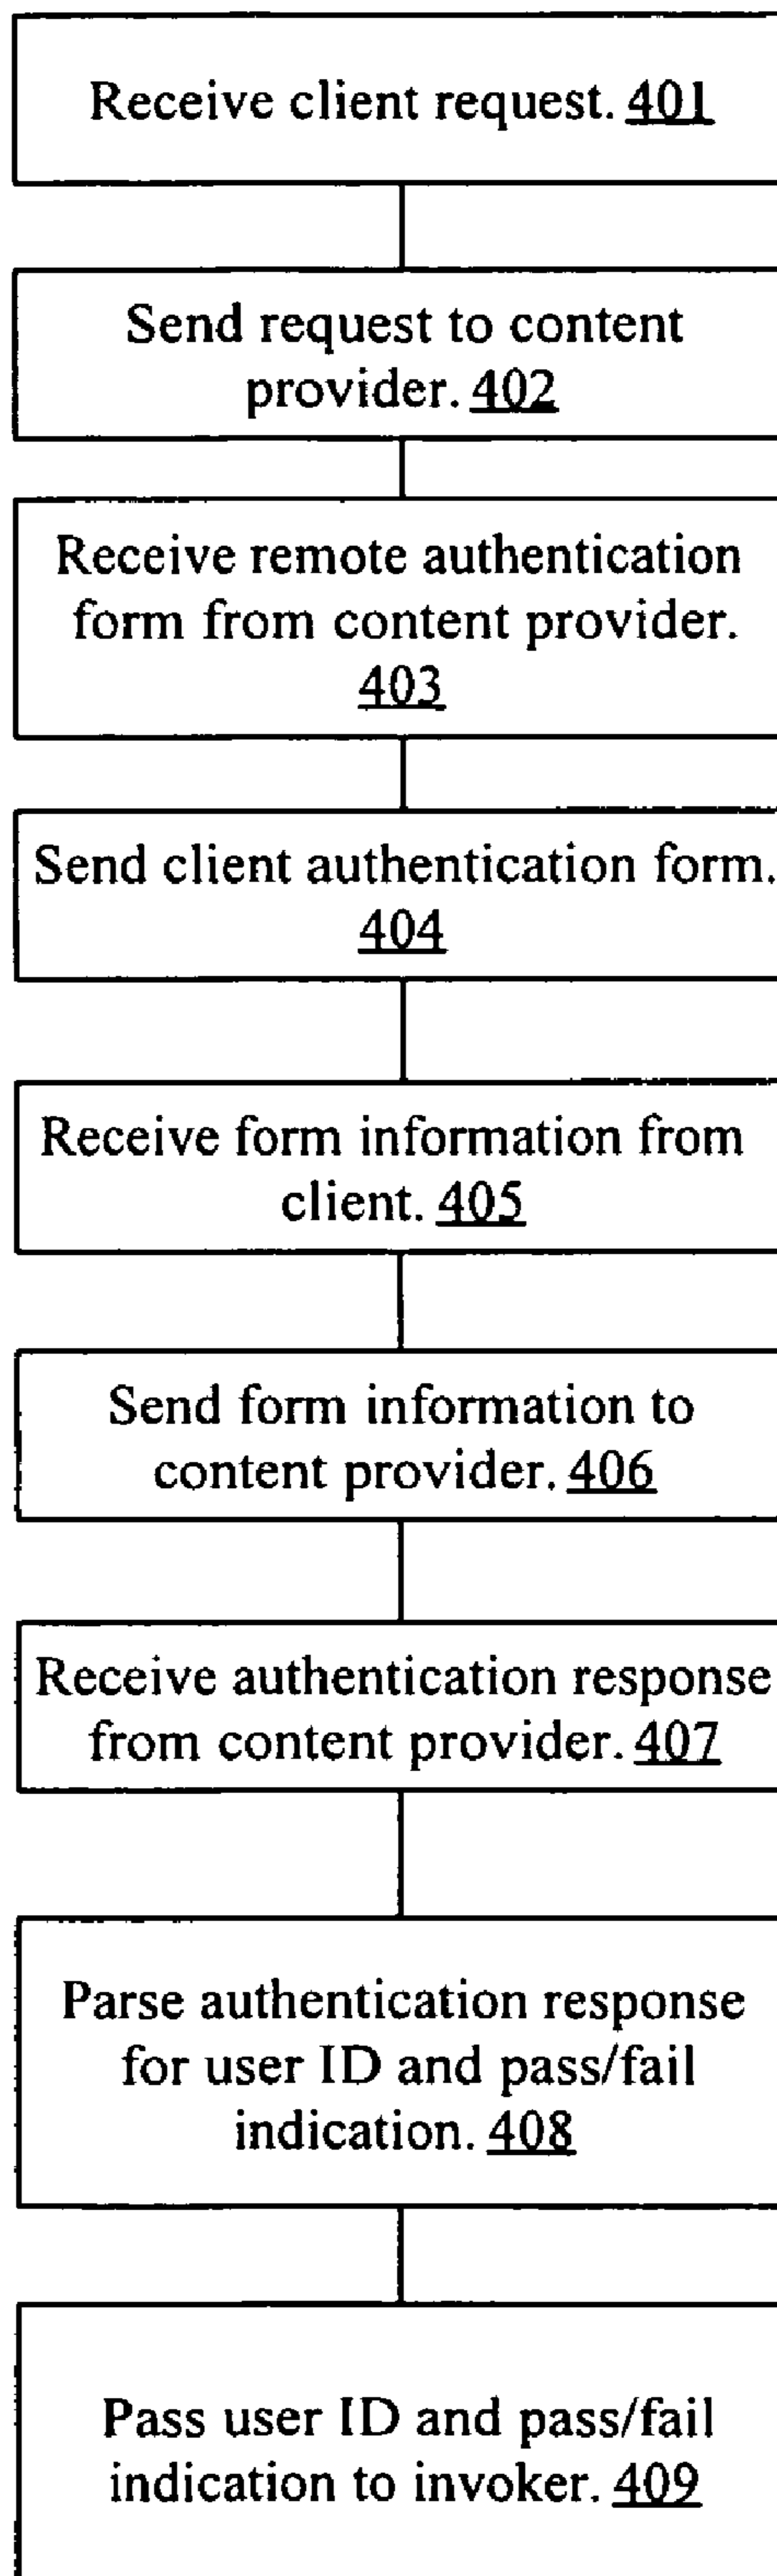 Receive client request. 401
Send request to content
provider. 402
Receive remote authentication
form from content provider.
403
Send client authentication form.
404
Receive form information from
client. 405
Send form information to
content provider. 406
Receive authentication response
from content provider. 407
Parse authentication response
for user ID and pass/fail
indication. 408
Pass user ID and pass/fail
indication to invoker. 409